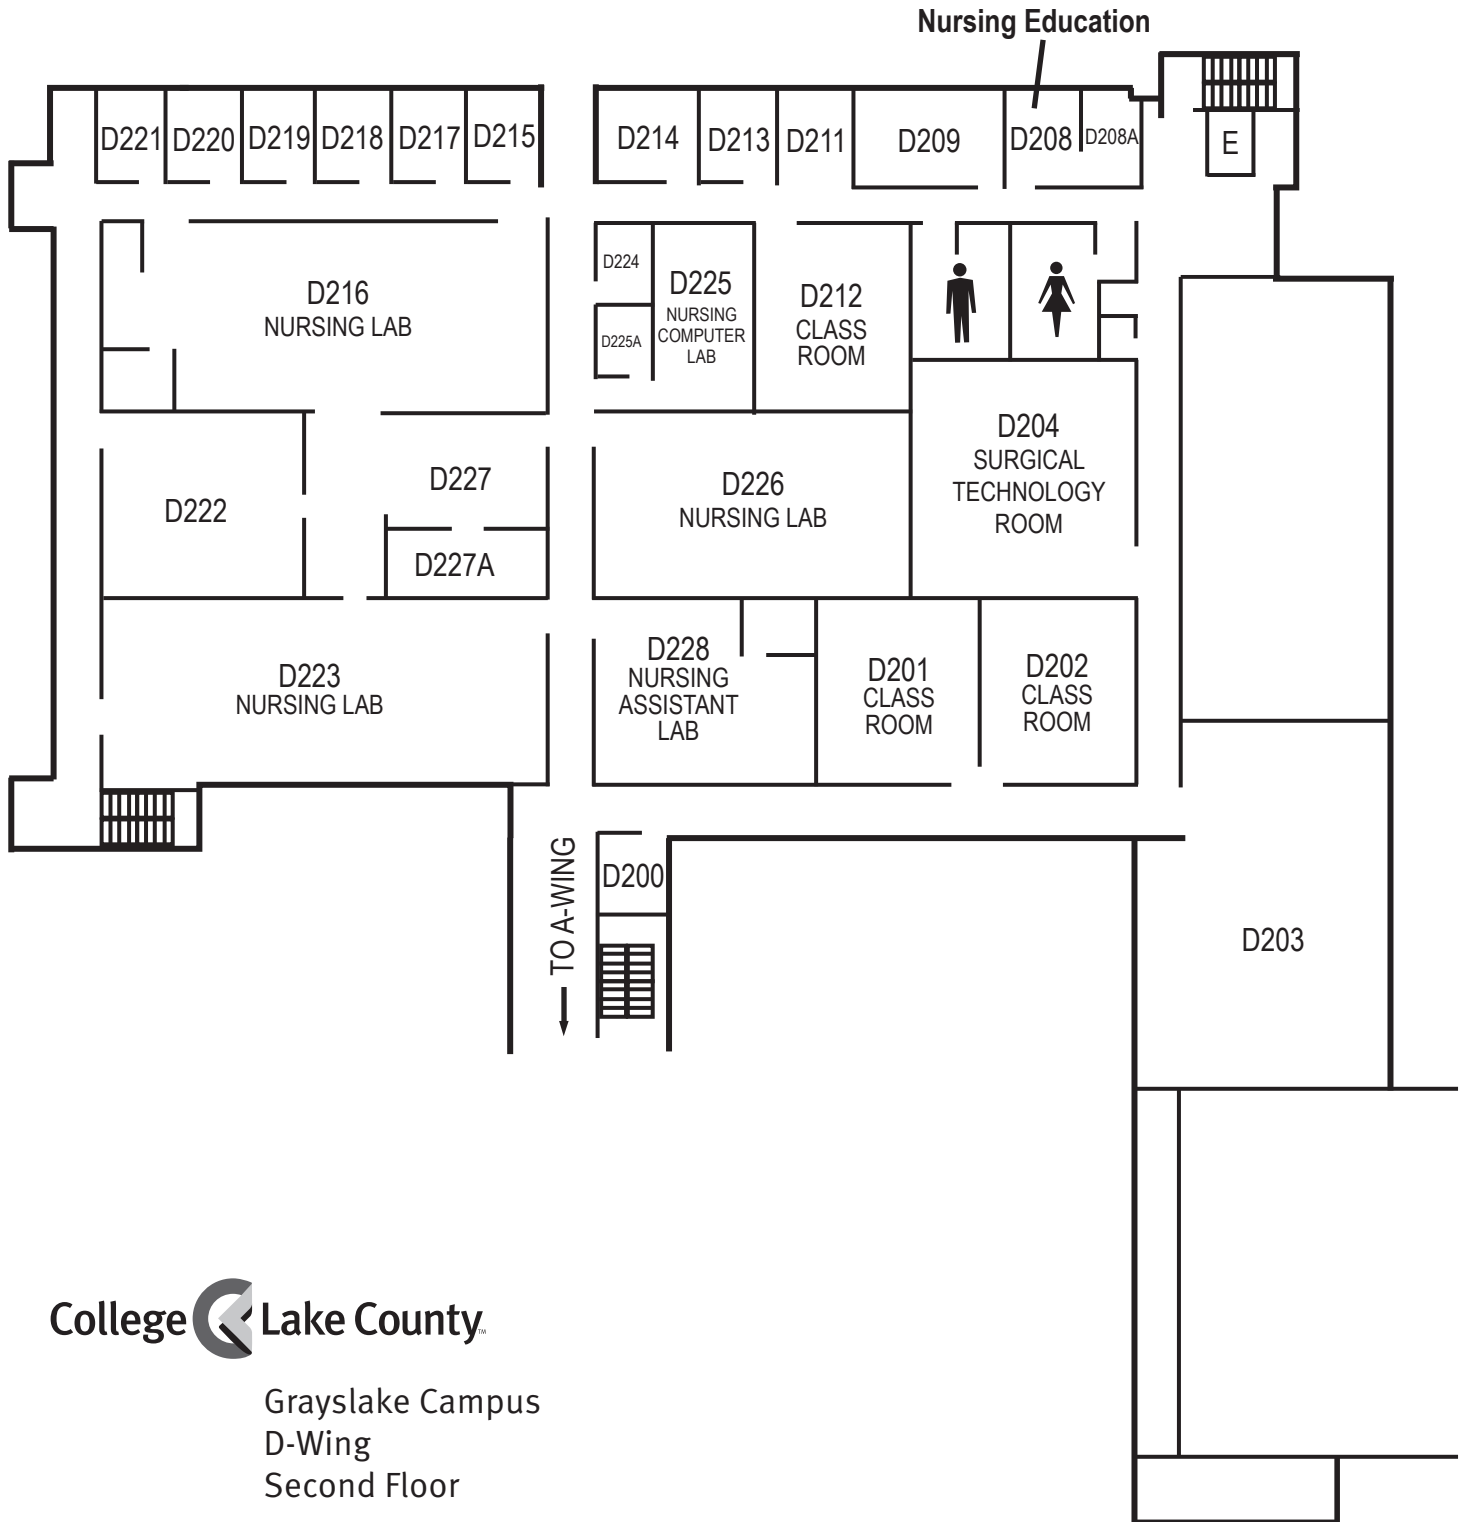 Nursing Education
D221
D220
D219
D218
D217
D215
D214
D213
D211
D209
D208
D208A
E
D216
NURSING LAB
D224
D225
NURSING
COMPUTER
LAB
D225A
D212
CLASS
ROOM
D204
SURGICAL
TECHNOLOGY
ROOM
D222
D227
D227A
D226
NURSING LAB
D223
NURSING LAB
D228
NURSING
ASSISTANT
LAB
D201
CLASS
ROOM
D202
CLASS
ROOM
TO A-WING
D200
D203
College Lake County™
Grayslake Campus
D-Wing
Second Floor